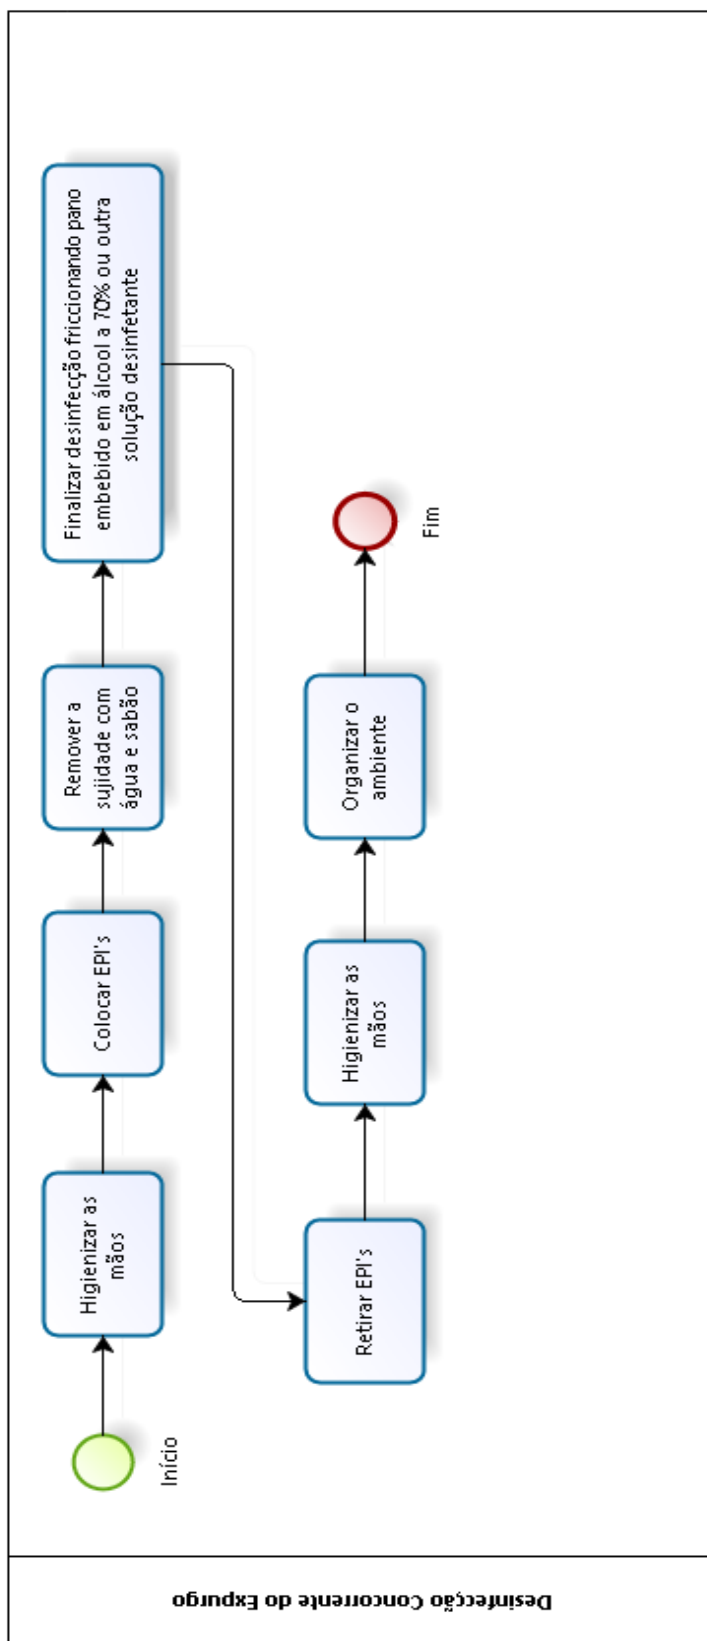 Desinfecção Concorrente do Expurgo
Início
Higienizar as
mãos
Colocar EPI's
Remover a
sujidade com
água e sabão
Finalizar desinfecção friccionando pano
embebido em álcool a 70% ou outra
solução desinfetante
Retirar EPI's
Higienizar as
mãos
Organizar o
ambiente
Fim